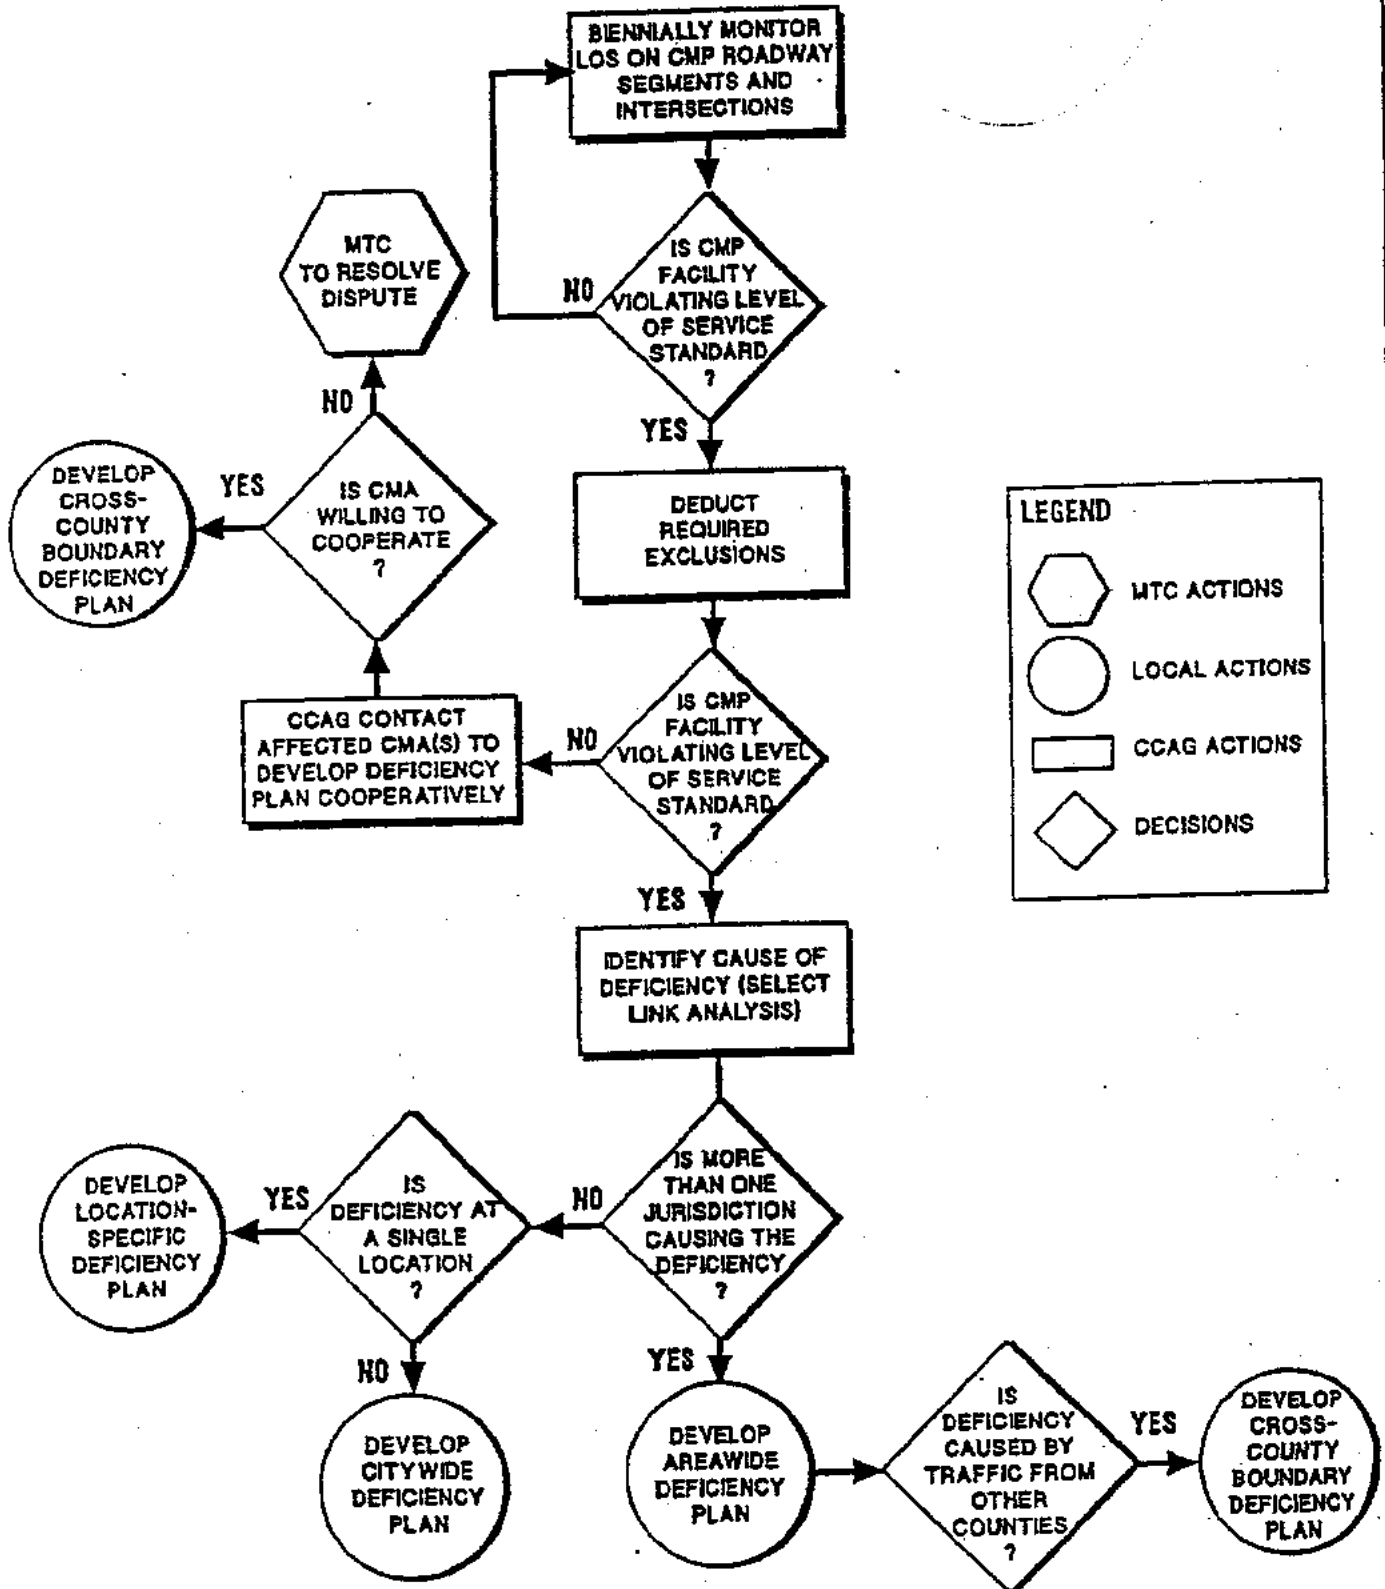 BIENNIALLY MONITOR
LOS ON CMP ROADWAY
SEGMENTS AND
INTERSECTIONS
IS CMP
FACILITY
VIOLATING LEVEL
OF SERVICE
STANDARD
?
NO
YES
MTC
TO RESOLVE
DISPUTE
NO
IS CMA
WILLING TO
COOPERATE
?
YES
DEVELOP
CROSS-
COUNTY
BOUNDARY
DEFICIENCY
PLAN
DEDUCT
REQUIRED
EXCLUSIONS
LEGEND
MTC ACTIONS
LOCAL ACTIONS
CCAG ACTIONS
DECISIONS
IS CMP
FACILITY
VIOLATING LEVEL
OF SERVICE
STANDARD
?
NO
CCAG CONTACT
AFFECTED CMA(S) TO
DEVELOP DEFICIENCY
PLAN COOPERATIVELY
YES
IDENTIFY CAUSE OF
DEFICIENCY (SELECT
LINK ANALYSIS)
IS MORE
THAN ONE
JURISDICTION
CAUSING THE
DEFICIENCY
?
NO
IS
DEFICIENCY AT
A SINGLE
LOCATION
?
YES
DEVELOP
LOCATION-
SPECIFIC
DEFICIENCY
PLAN
NO
DEVELOP
CITYWIDE
DEFICIENCY
PLAN
YES
DEVELOP
AREAWIDE
DEFICIENCY
PLAN
IS
DEFICIENCY
CAUSED BY
TRAFFIC FROM
OTHER
COUNTIES
?
YES
DEVELOP
CROSS-
COUNTY
BOUNDARY
DEFICIENCY
PLAN